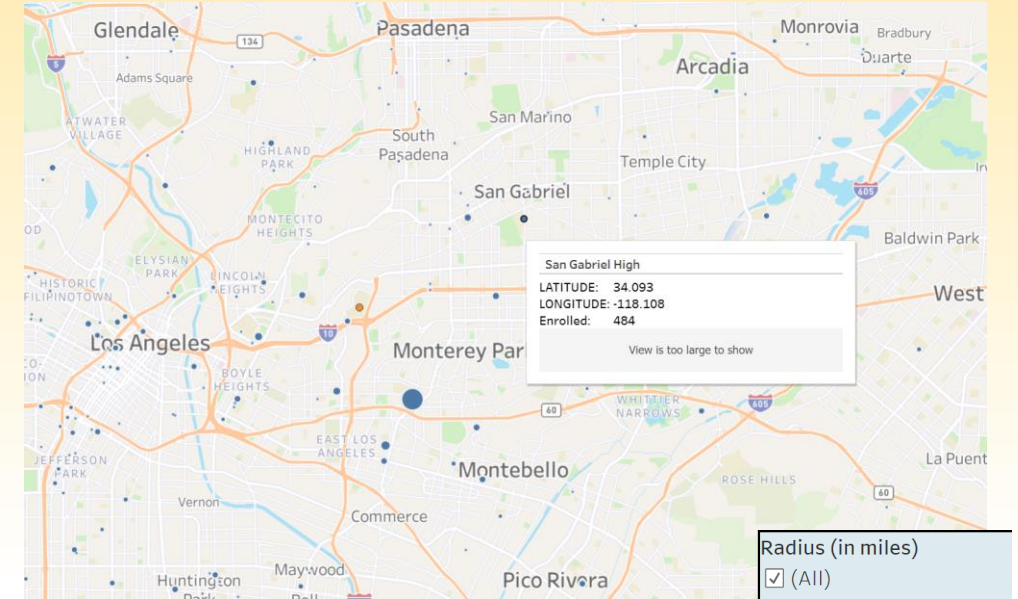 Glendale
134
Pasadena
Monrovia
Bradbury
5
Adams Square
Arcadia
Duarte
ATWATER
VILLAGE
San Marino
HIGHLAND
PARK
South
Pasadena
Temple City
San Gabriel
605
MONTECITO
HEIGHTS
Baldwin Park
San Gabriel High
LATITUDE: 34.093
LONGITUDE: -118.108
Enrolled: 484
View is too large to show
ELYSIAN
PARK
LINCOLN
HEIGHTS
HISTORIC
FILIPINOTOWN
West
10
Los Angeles
Monterey Par
BOYLE
HEIGHTS
WHITTIER
NARROWS
605
60
EAST LOS
ANGELES
JEFFERSON
PARK
Montebello
La Puent
ROSE HILLS
60
Vernon
Commerce
Maywood
Huntington
Park
Bell
Pico Rivera
Radius (in miles)
(All)